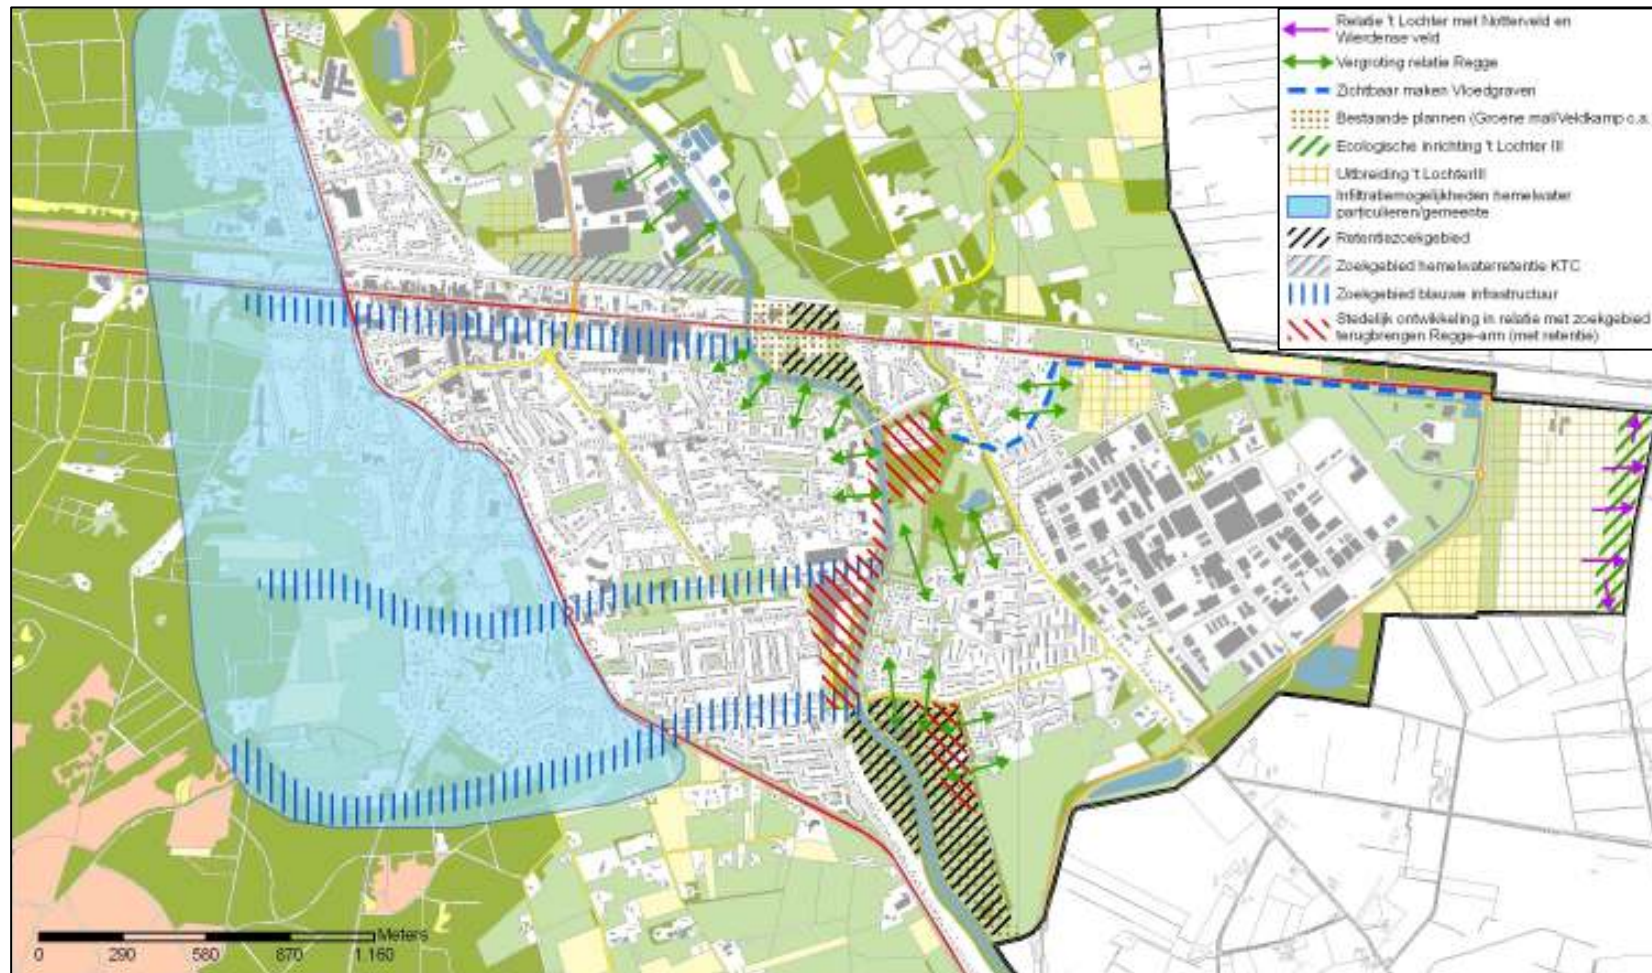 Relatie 't Lochter met Notterveld en
Wierdense veld
Vergroting relatie Regge
Zichtbaar maken Vloedgraven
Bestaande plannen (Groene mal/Veldkamp c.a.
Ecologische inrichting 't Lochter III
Uitbreiding 't LochterIII
Infiltratiemogelijkheden hemelwater
particulieren/gemeente
Retentiezoekgebied
Zoekgebied hemelwaterretentie KTC
Zoekgebied blauwe infrastructuur
Stedelijk ontwikkeling in relatie met zoekgebied
terugbrengen Regge-arm (met retentie)
Meters
0 290 580 870 1.160